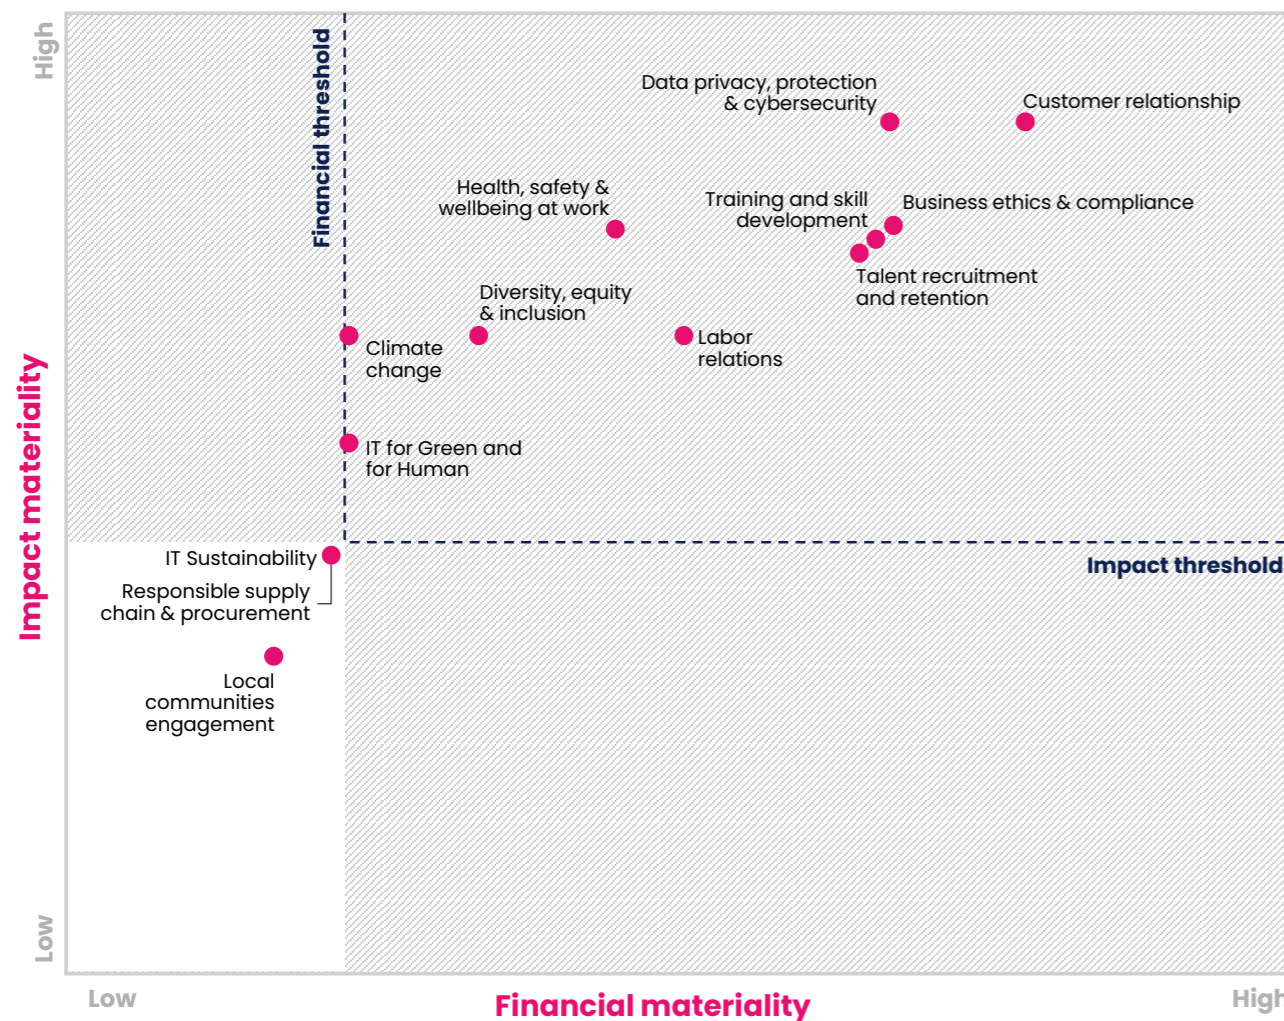 High
Financial threshold
Data privacy, protection
& cybersecurity
Customer relationship
Health, safety &
wellbeing at work
Training and skill
development
Business ethics & compliance
Talent recruitment
and retention
Diversity, equity
& inclusion
Climate
change
Labor
relations
IT for Green and
for Human
Impact materiality
IT Sustainability
Impact threshold
Responsible supply
chain & procurement
Local
communities
engagement
Low
Low
Financial materiality
High